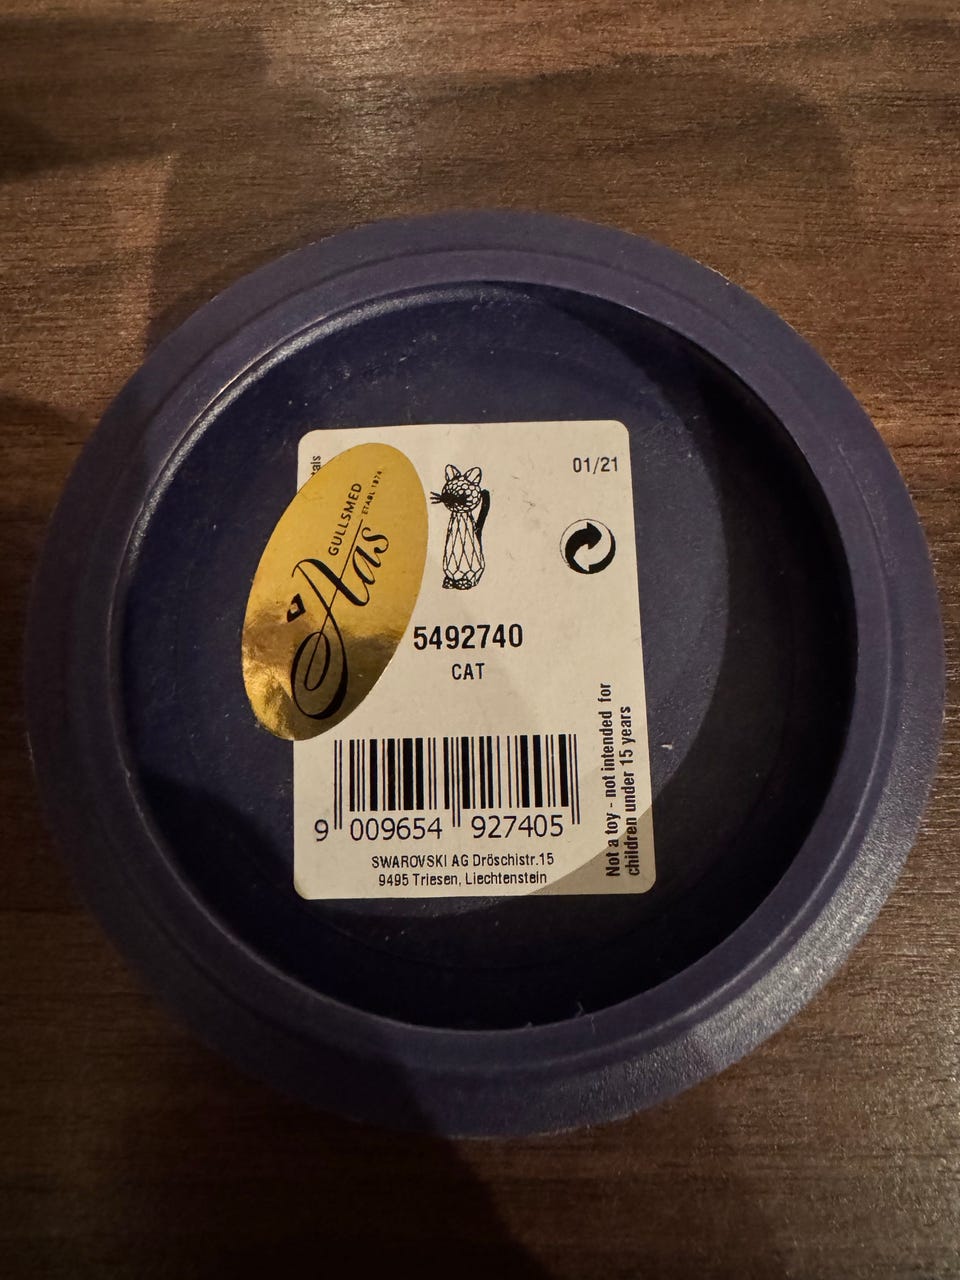 01/21
GULLSMED
ETABL 1874
Aas
5492740
CAT
9 009654 927405
SWAROVSKI AG Dröschistr.15
9495 Triesen, Liechtenstein
Not a toy - not intended for
children under 15 years